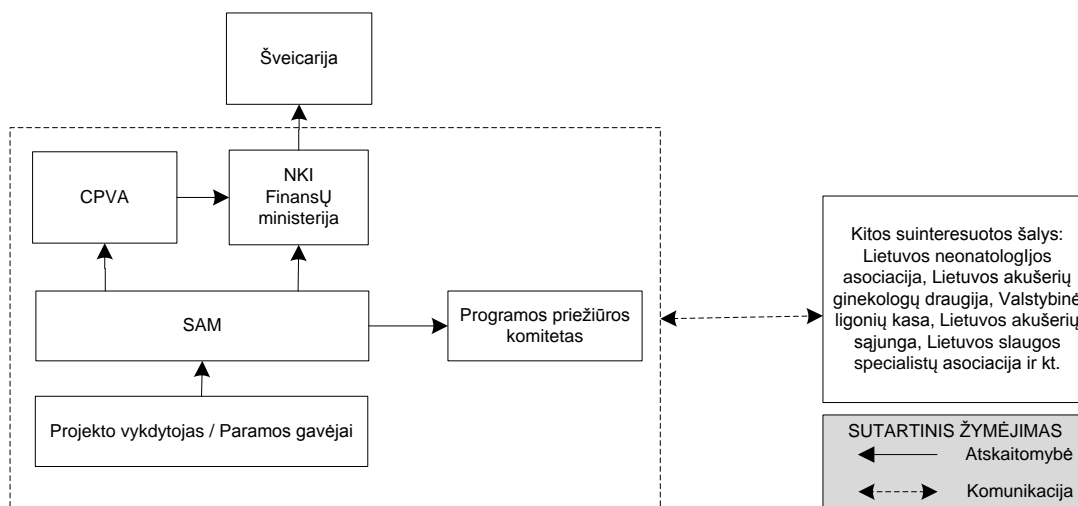 Šveicarija
CPVA
NKI
FinansŲ
ministerija
SAM
Programos priežiūros
komitetas
Projekto vykdytojas / Paramos gavėjai
Kitos suinteresuotos šalys:
Lietuvos neonatologIjos
asociacija, Lietuvos akušerių
ginekologų draugija, Valstybinė
ligonių kasa, Lietuvos akušerių
sąjunga, Lietuvos slaugos
specialistų asociacija ir kt.
SUTARTINIS ŽYMĖJIMAS
Atskaitomybė
Komunikacija